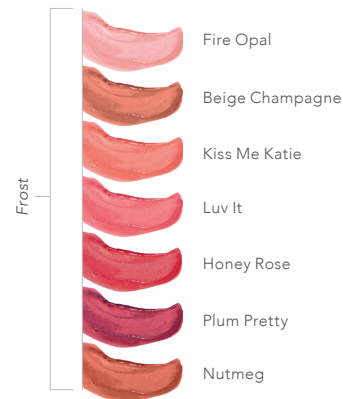 Frost
Fire Opal
Beige Champagne
Kiss Me Katie
Luv It
Honey Rose
Plum Pretty
Nutmeg